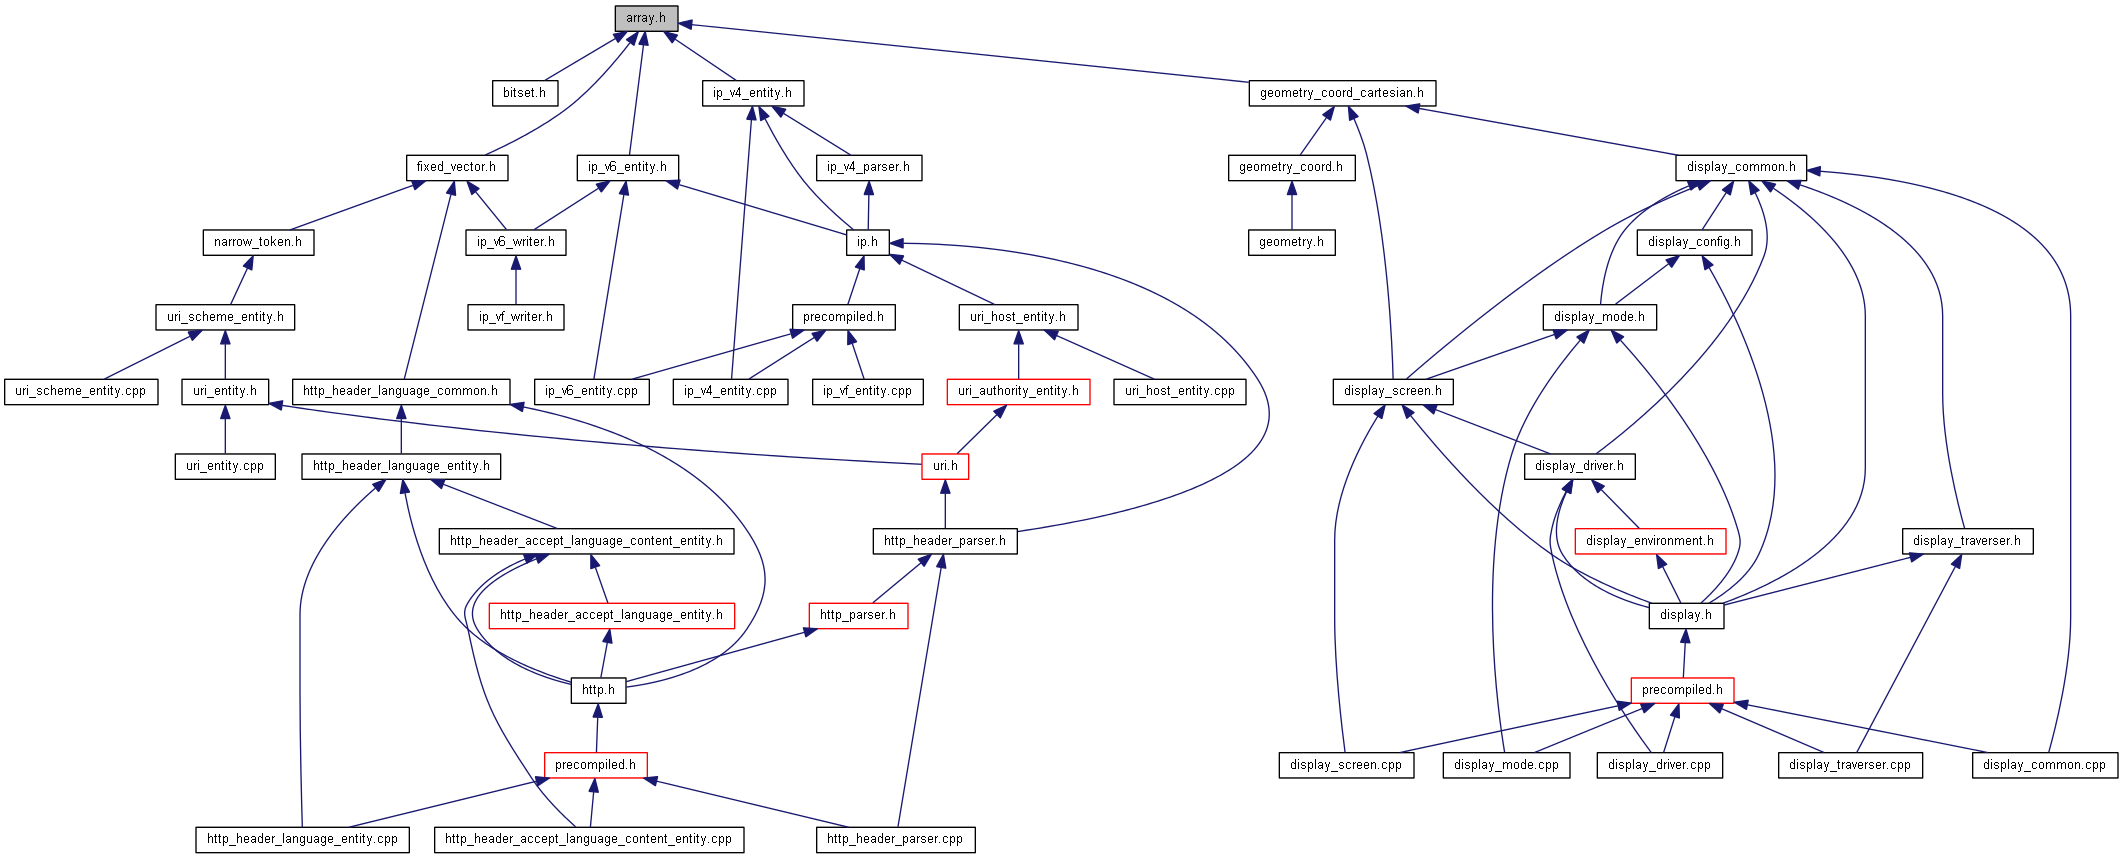 array.h
bitset.h
ip_v4_entity.h
geometry_coord_cartesian.h
fixed_vector.h
ip_v6_entity.h
ip_v4_parser.h
geometry_coord.h
display_common.h
narrow_token.h
ip_v6_writer.h
ip.h
geometry.h
display_config.h
uri_scheme_entity.h
ip_vf_writer.h
precompiled.h
uri_host_entity.h
display_mode.h
uri_scheme_entity.cpp
uri_entity.h
http_header_language_common.h
ip_v6_entity.cpp
ip_v4_entity.cpp
ip_vf_entity.cpp
uri_authority_entity.h
uri_host_entity.cpp
display_screen.h
uri_entity.cpp
http_header_language_entity.h
uri.h
display_driver.h
http_header_accept_language_content_entity.h
http_header_parser.h
display_environment.h
display_traverser.h
http_header_accept_language_entity.h
http_parser.h
display.h
http.h
precompiled.h
precompiled.h
display_screen.cpp
display_mode.cpp
display_driver.cpp
display_traverser.cpp
display_common.cpp
http_header_language_entity.cpp
http_header_accept_language_content_entity.cpp
http_header_parser.cpp